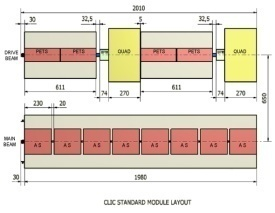 2010
30 32,5 5 32,5
DRIVE BEAM PETS PETS QUAD PETS PETS QUAD
611 74 270 611 74 270
650
230 20
MAIN BEAM AS AS AS AS AS AS AS AS
30 1980
CLIC STANDARD MODULE LAYOUT